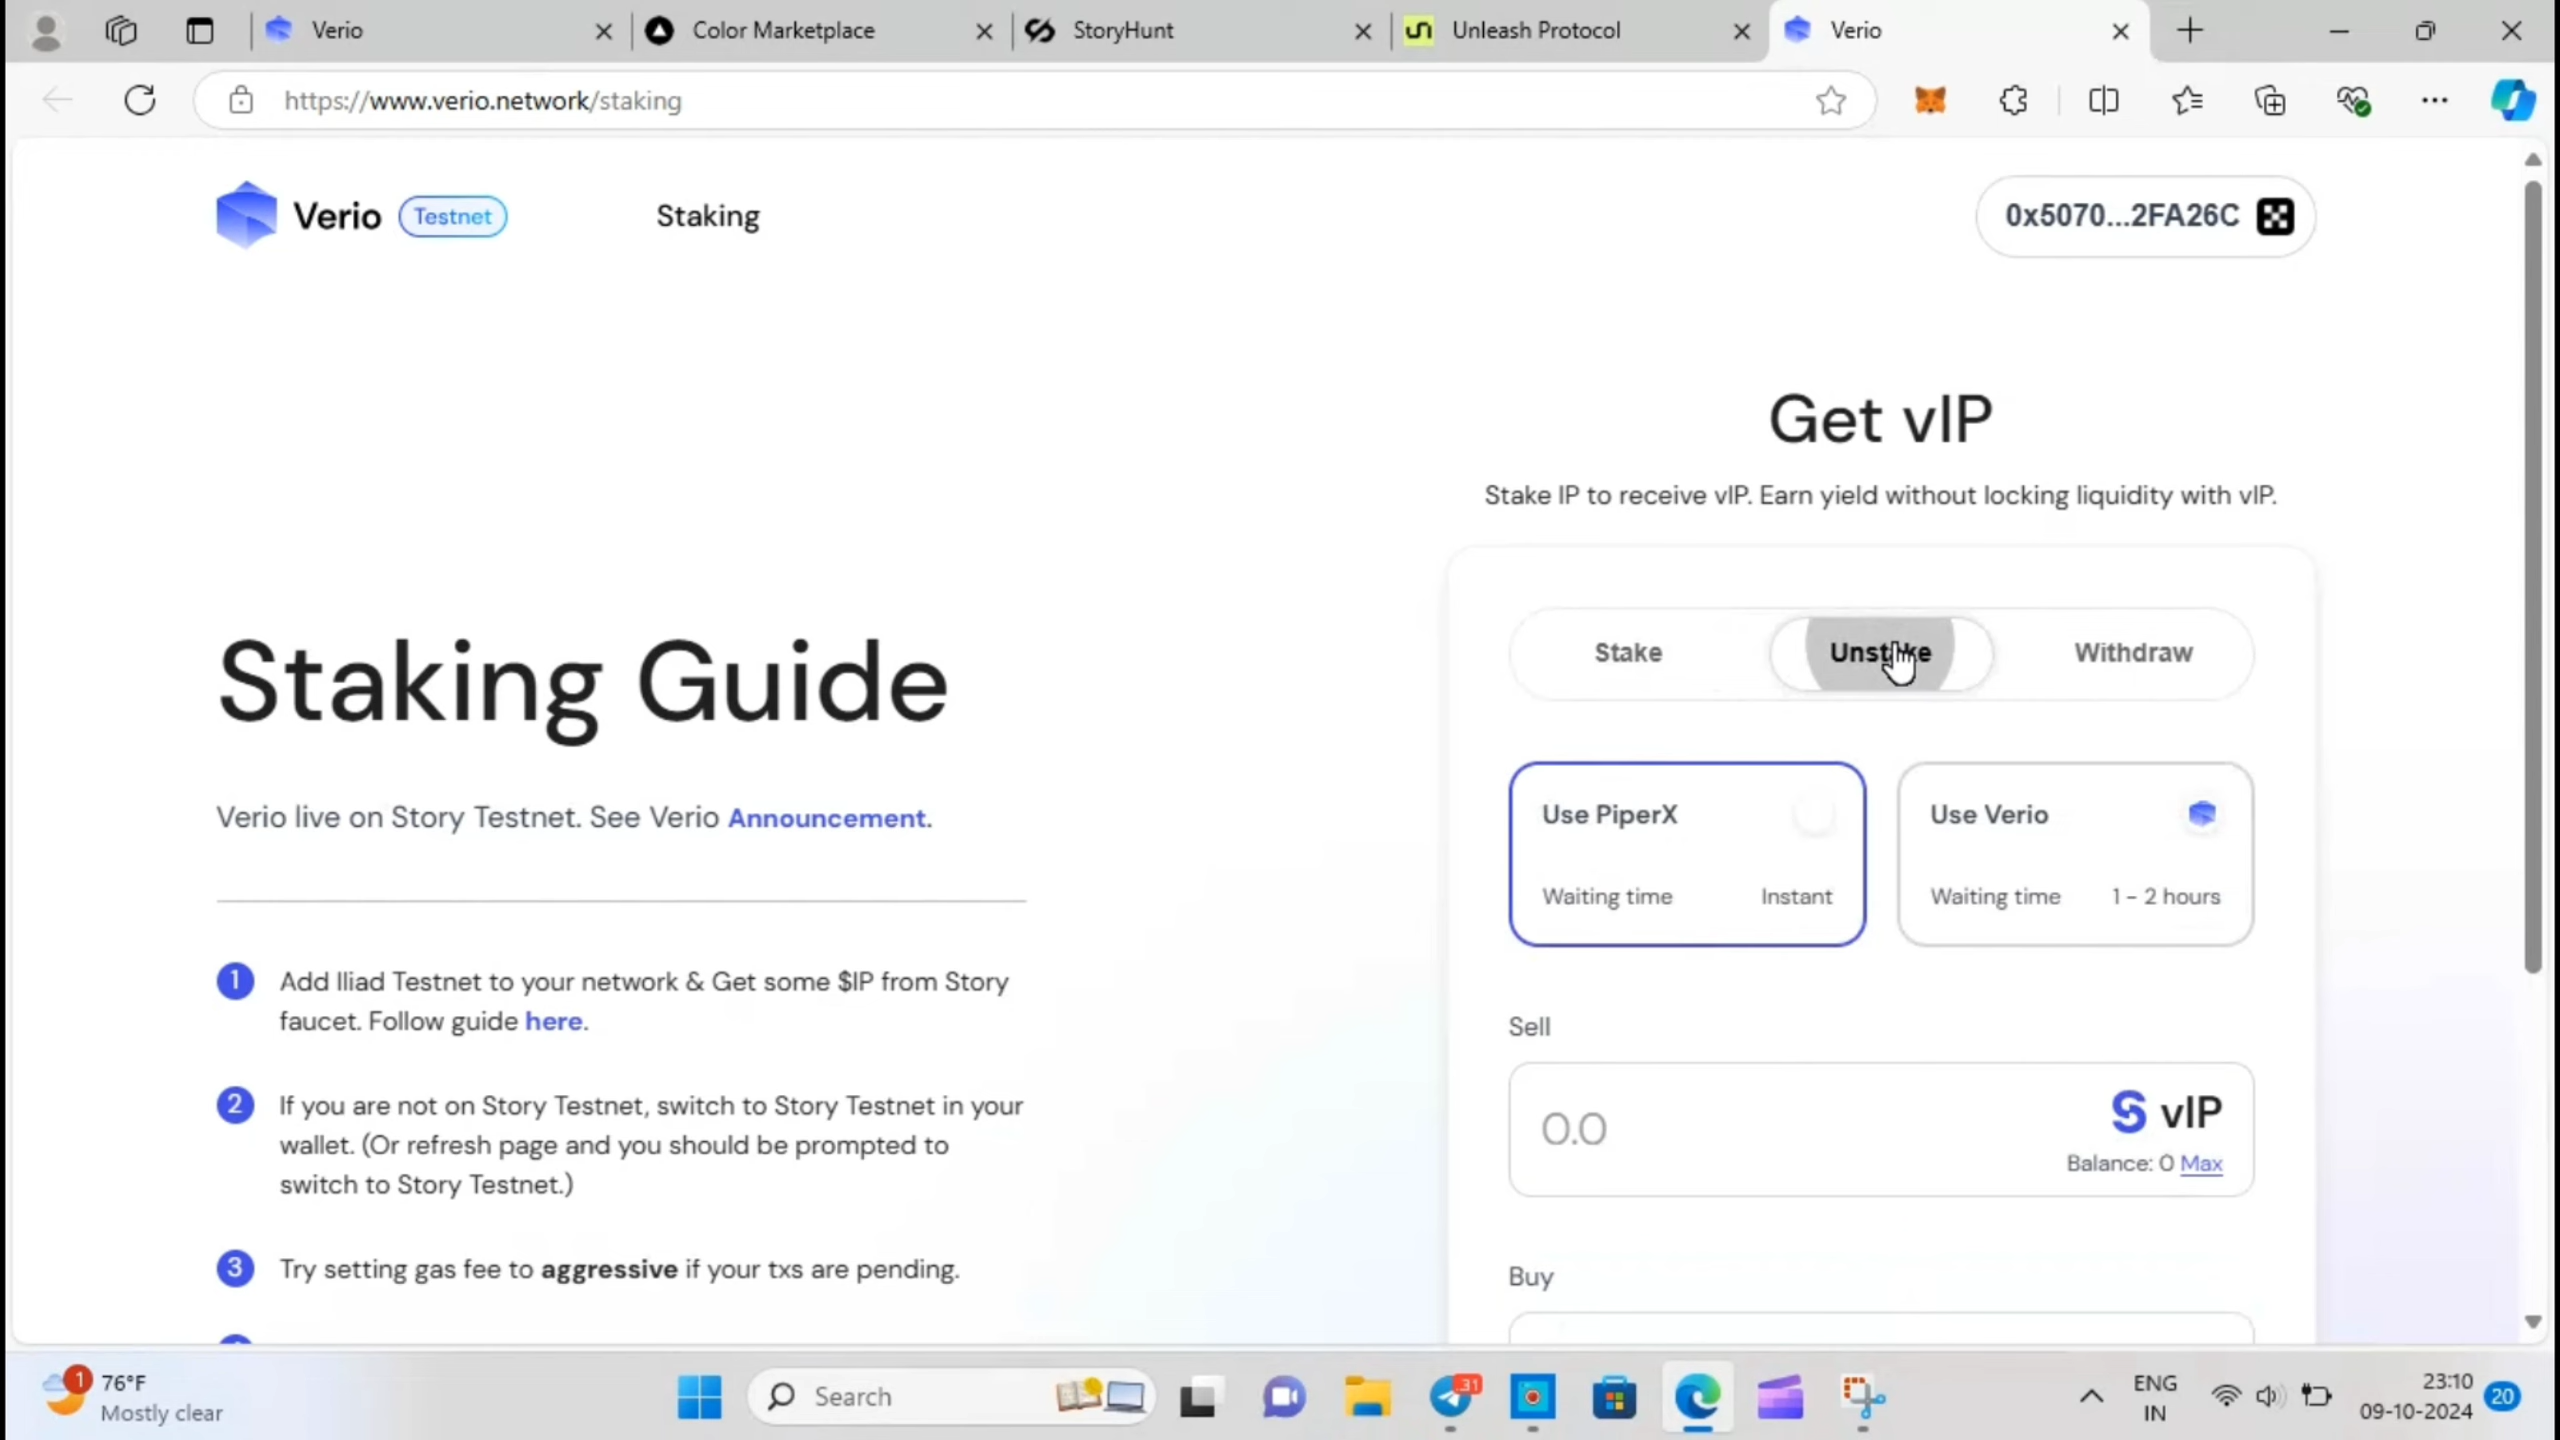 Verio
Color Marketplace
StoryHunt
Unleash Protocol
Verio
https://www.verio.network/staking
Verio
Testnet
Staking
0x5070...2FA26C
Get vIP
Stake IP to receive vIP. Earn yield without locking liquidity with vIP.
Stake
Unstake
Withdraw
Staking Guide
Verio live on Story Testnet. See Verio Announcement.
Use PiperX
Waiting time Instant
Use Verio
Waiting time 1 - 2 hours
1 Add Iliad Testnet to your network & Get some $IP from Story
faucet. Follow guide here.
2 If you are not on Story Testnet, switch to Story Testnet in your
wallet. (Or refresh page and you should be prompted to
switch to Story Testnet.)
3 Try setting gas fee to aggressive if your txs are pending.
Sell
0.0
vIP
Balance: 0 Max
Buy
1
76°F
Mostly clear
Search
31
ENG
IN
23:10
09-10-2024
20